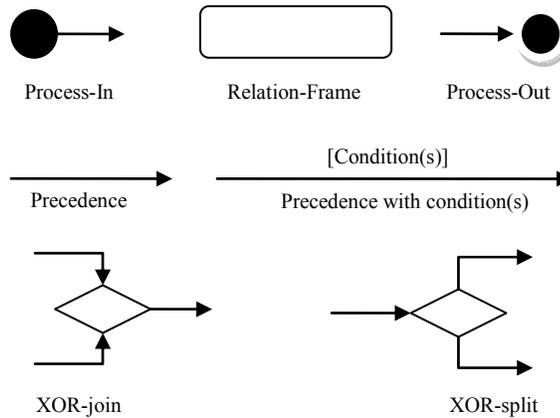 Process-In
Relation-Frame
Process-Out
[Condition(s)]
Precedence
Precedence with condition(s)
XOR-join
XOR-split